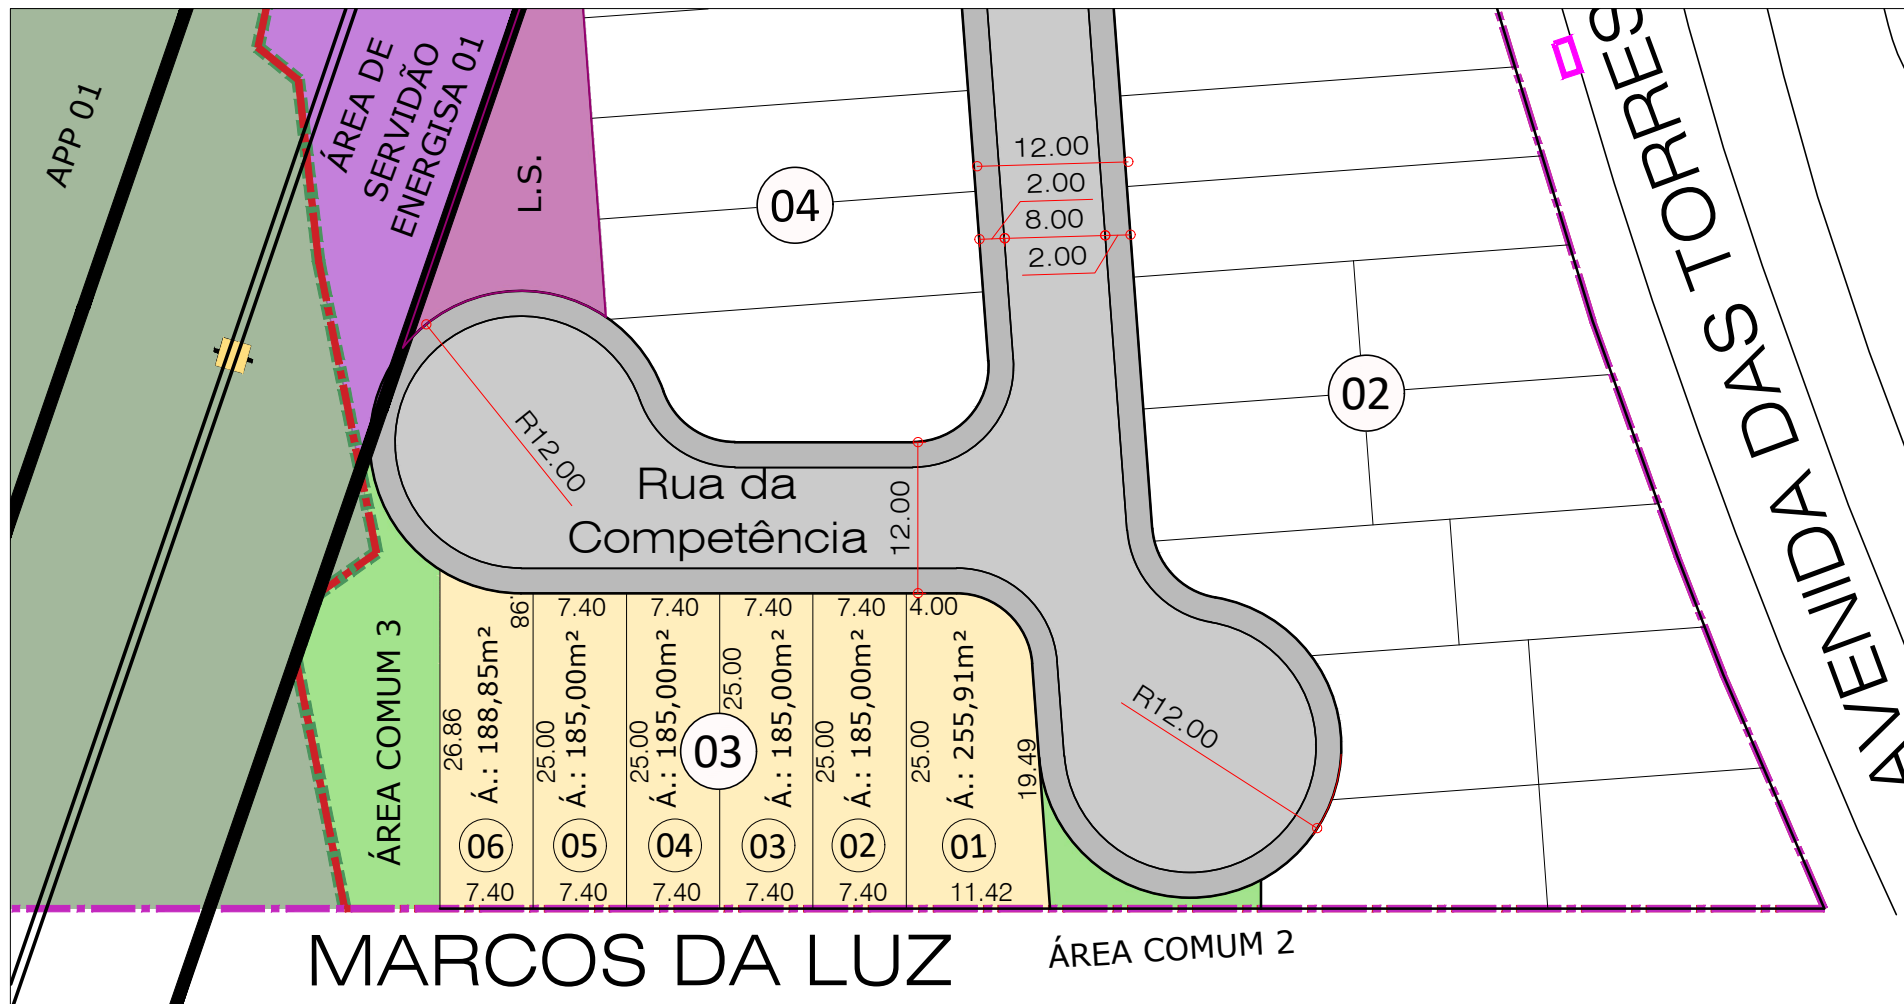 APP 01
ÁREA DE
SERVIDÃO
ENERGISA 01
L.S.
04
12.00
2.00
8.00
2.00
02
AVENIDA DAS TORRES
R12.00
Rua da
Competência
12.00
R12.00
ÁREA COMUM 3
26.86
Á.: 188,85m²
06
7.40
7.40
25.00
Á.: 185,00m²
05
7.40
7.40
25.00
Á.: 185,00m²
04
7.40
7.40
25.00
03
Á.: 185,00m²
03
7.40
7.40
25.00
Á.: 185,00m²
02
7.40
4.00
25.00
Á.: 255,91m²
19.49
01
11.42
MARCOS DA LUZ
ÁREA COMUM 2